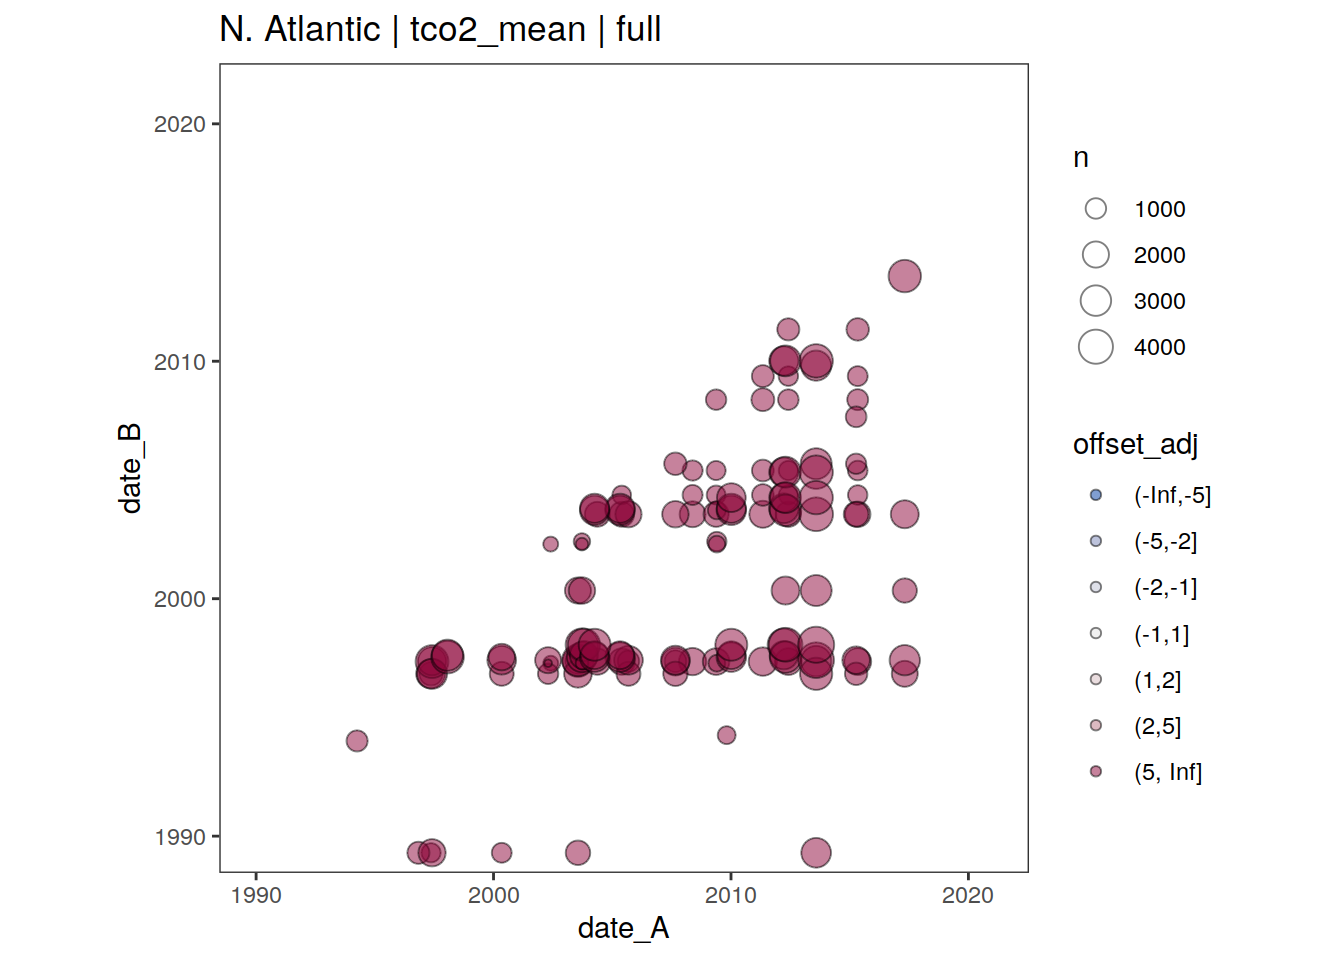 N. Atlantic | tco2_mean | full
2020
2010
2000
1990
date_B
1990 2000 2010 2020
date_A
n
1000
2000
3000
4000
offset_adj
(-Inf,-5]
(-5,-2]
(-2,-1]
(-1,1]
(1,2]
(2,5]
(5, Inf]